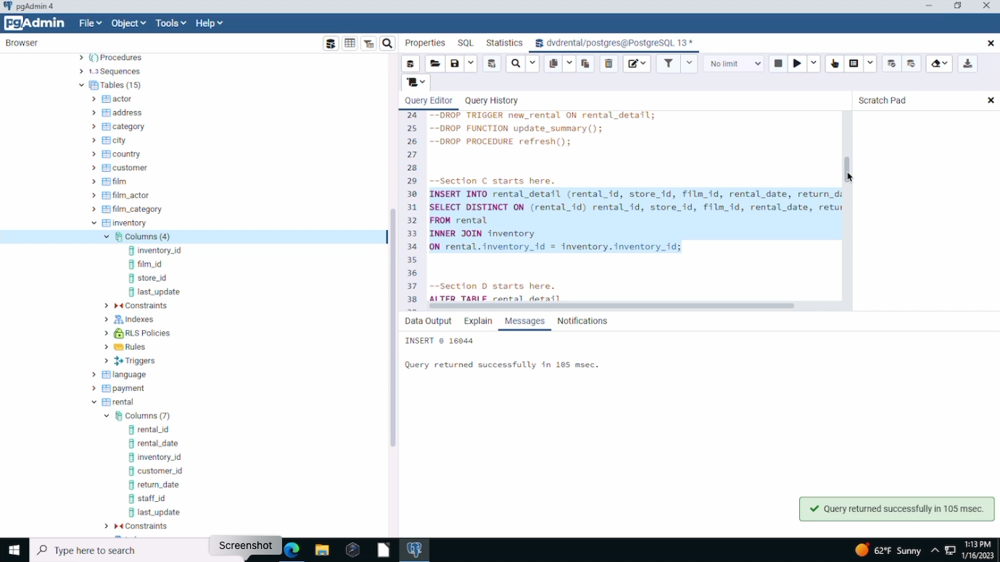 pgAdmin 4
pgAdmin File Object Tools Help
Browser
Properties SQL Statistics dvdrental/postgres@PostgreSQL 13 *
No limit
Query Editor Query History
Scratch Pad
Procedures
1..3 Sequences
Tables (15)
actor
address
category
city
country
customer
film
film_actor
film_category
inventory
Columns (4)
inventory_id
film_id
store_id
last_update
Constraints
Indexes
RLS Policies
Rules
Triggers
language
payment
rental
Columns (7)
rental_id
rental_date
inventory_id
customer_id
return_date
staff_id
last_update
Constraints
24 --DROP TRIGGER new_rental ON rental_detail;
25 --DROP FUNCTION update_summary();
26 --DROP PROCEDURE refresh();
27
28
29 --Section C starts here.
30 INSERT INTO rental_detail (rental_id, store_id, film_id, rental_date, return_da
31 SELECT DISTINCT ON (rental_id) rental_id, store_id, film_id, rental_date, retur
32 FROM rental
33 INNER JOIN inventory
34 ON rental.inventory_id = inventory.inventory_id;
35
36
37 --Section D starts here.
38 ALTER TABLE rental_detail
Data Output Explain Messages Notifications
INSERT 0 16044
Query returned successfully in 105 msec.
Query returned successfully in 105 msec.
Type here to search
Screenshot
62°F Sunny
1:13 PM
1/16/2023